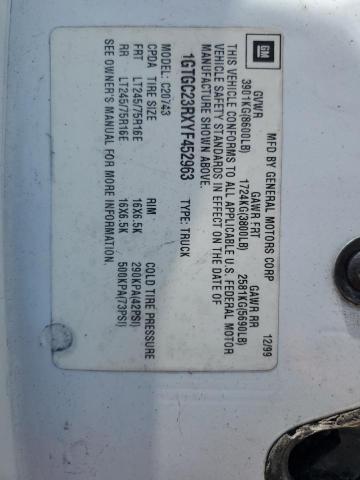 GM
MFD BY GENERAL MOTORS CORP 12/99
GVWR GAWR FRT GAWR RR
3901KG(8600LB) 1724KG(3800LB) 2581KG(5690LB)
THIS VEHICLE CONFORMS TO ALL APPLICABLE U.S. FEDERAL MOTOR
VEHICLE SAFETY STANDARDS IN EFFECT ON THE DATE OF
MANUFACTURE SHOWN ABOVE.
1GTGC23RXYF452963 TYPE: TRUCK
MODEL: C20743
CPDA TIRE SIZE RIM COLD TIRE PRESSURE
FRT LT245/75R16E 16X6.5K 290KPA(42PSI)
RR LT245/75R16E 16X6.5K 500KPA(73PSI)
SEE OWNER'S MANUAL FOR MORE INFORMATION.